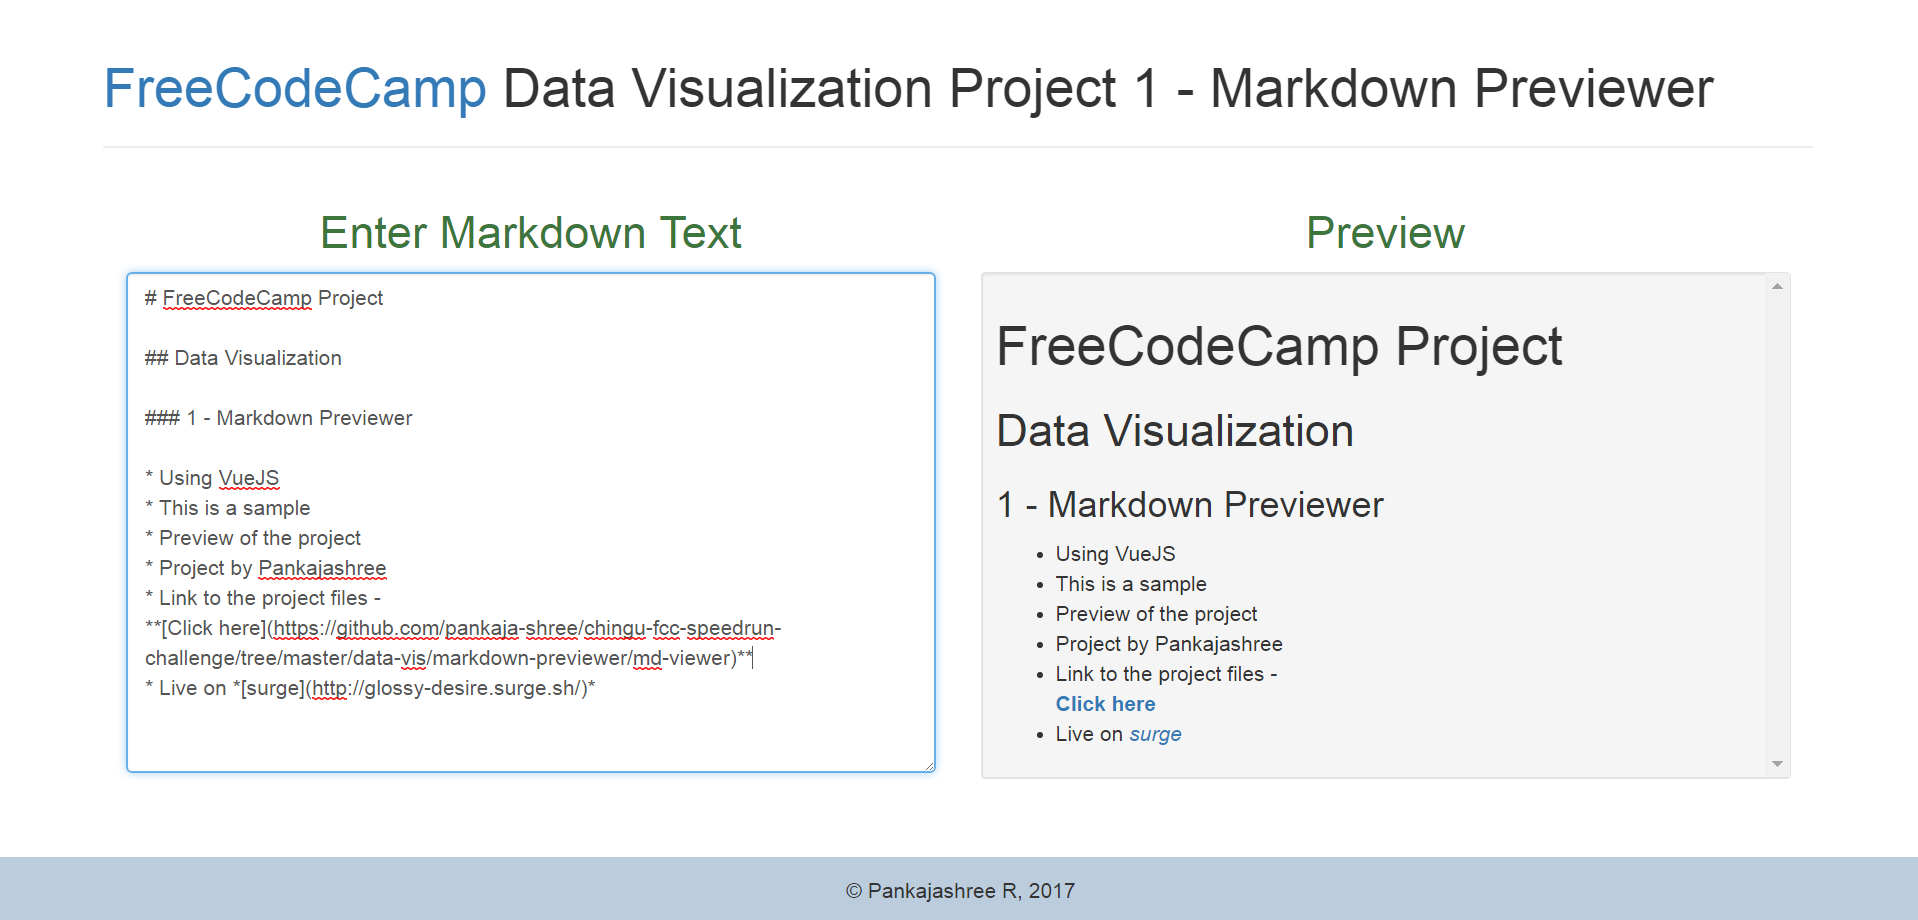 FreeCodeCamp Data Visualization Project 1 - Markdown Previewer
Enter Markdown Text
# FreeCodeCamp Project
## Data Visualization
### 1 - Markdown Previewer
* Using VueJS
* This is a sample
* Preview of the project
* Project by Pankajashree
* Link to the project files -
**[Click here](https://github.com/pankaja-shree/chingu-fcc-speedrun-
challenge/tree/master/data-vis/markdown-previewer/md-viewer)**
* Live on *[surge](http://glossy-desire.surge.sh/)*
Preview
FreeCodeCamp Project
Data Visualization
1 - Markdown Previewer
• Using VueJS
• This is a sample
• Preview of the project
• Project by Pankajashree
• Link to the project files -
Click here
• Live on surge
© Pankajashree R, 2017